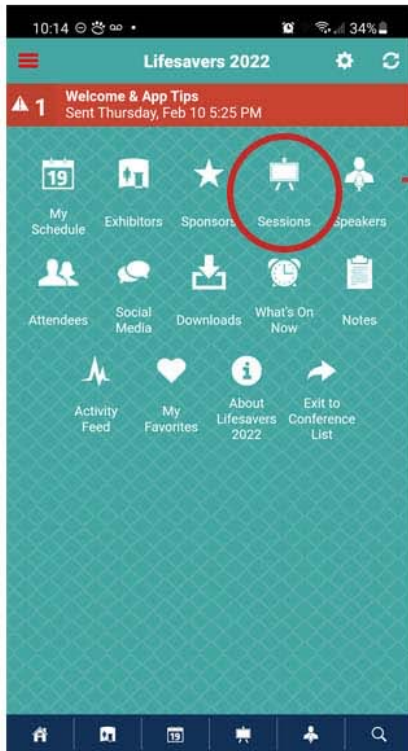 10:14
34%
Lifesavers 2022
1
Welcome & App Tips
Sent Thursday, Feb 10 5:25 PM
19
My
Schedule
Exhibitors
Sponsors
Sessions
Speakers
Attendees
Social
Media
Downloads
What's On
Now
Notes
Activity
Feed
My
Favorites
About
Lifesavers
2022
Exit to
Conference
List
19